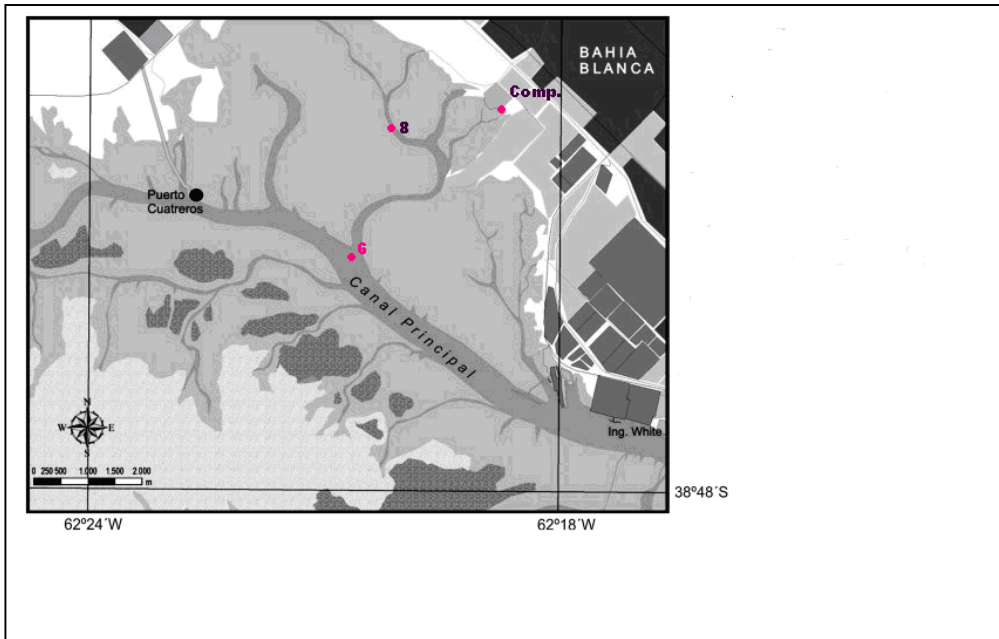 BAHIA
BLANCA
Comp.
8
Puerto
Cuatreros
6
Canal Principal
N
W E
S
Ing. White
0 250 500 1.000 1.500 2.000
m
38º48´S
62º24´W
62º18´W